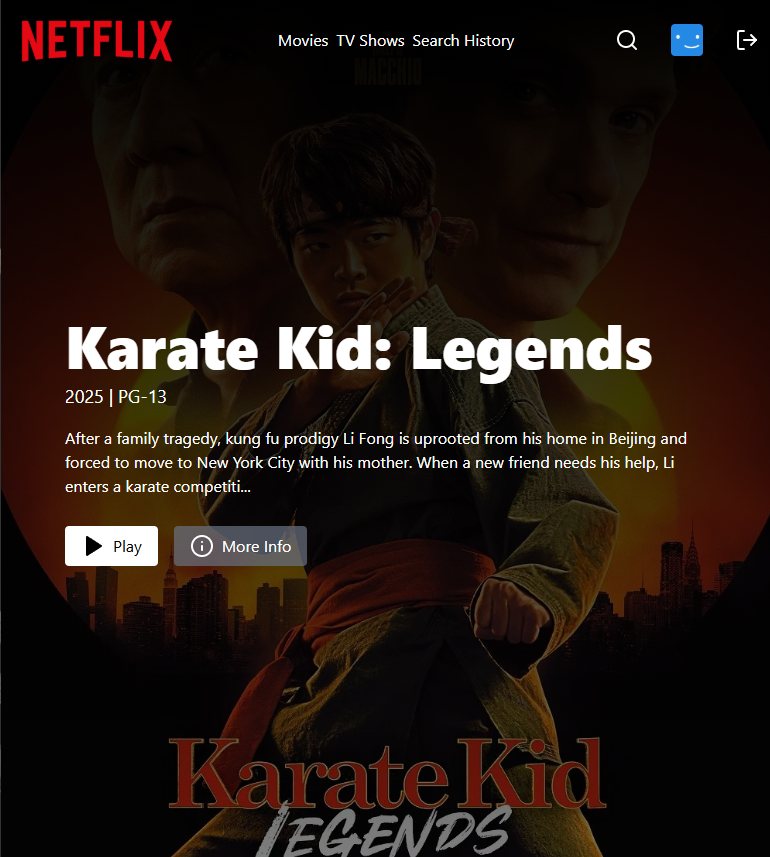 NETFLIX
Movies TV Shows Search History
MACCHIO
Karate Kid: Legends
2025 | PG-13
After a family tragedy, kung fu prodigy Li Fong is uprooted from his home in Beijing and
forced to move to New York City with his mother. When a new friend needs his help, Li
enters a karate competiti...
Play More Info
Karate Kid
LEGENDS